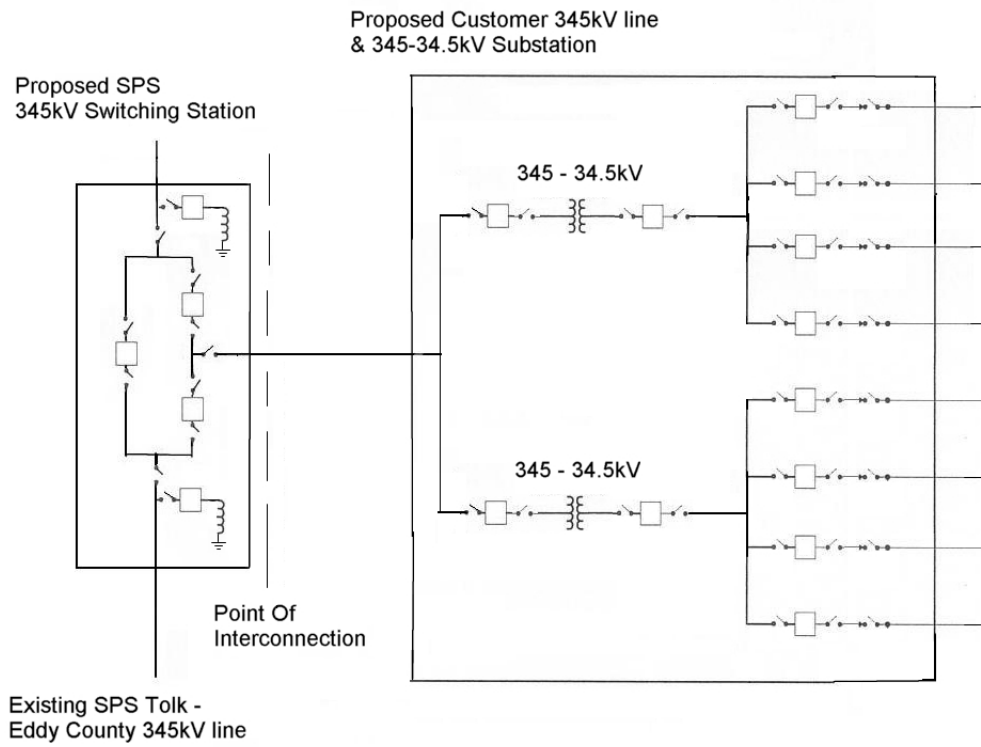 Proposed Customer 345kV line
& 345-34.5kV Substation
Proposed SPS
345kV Switching Station
345 - 34.5kV
345 - 34.5kV
Point Of
Interconnection
Existing SPS Tolk -
Eddy County 345kV line